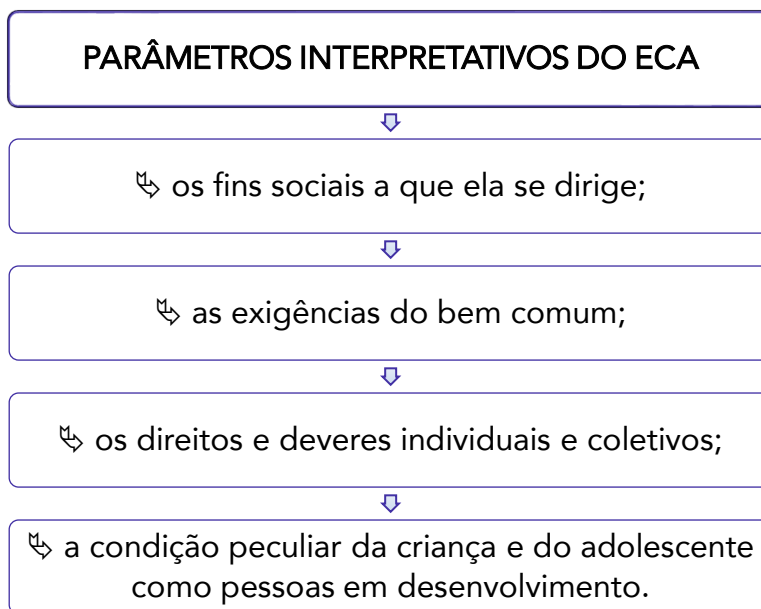 PARÂMETROS INTERPRETATIVOS DO ECA
os fins sociais a que ela se dirige;
as exigências do bem comum;
os direitos e deveres individuais e coletivos;
a condição peculiar da criança e do adolescente
como pessoas em desenvolvimento.